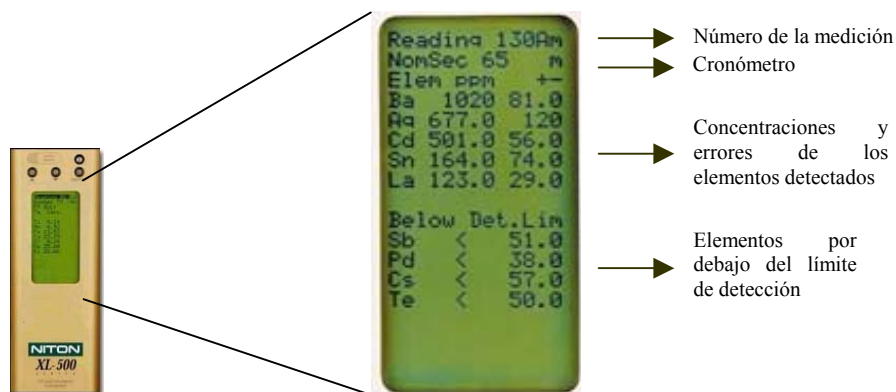 Reading 130Am
NomSec 65 m
Elem ppm +-
Ba 1020 81.0
Ag 677.0 120
Cd 501.0 56.0
Sn 164.0 74.0
La 123.0 29.0
Below Det.Lim
Sb < 51.0
Pd < 38.0
Cs < 57.0
Te < 50.0
Número de la medición
Cronómetro
Concentraciones y
errores de los
elementos detectados
Elementos por
debajo del límite
de detección
NITON
XL-500